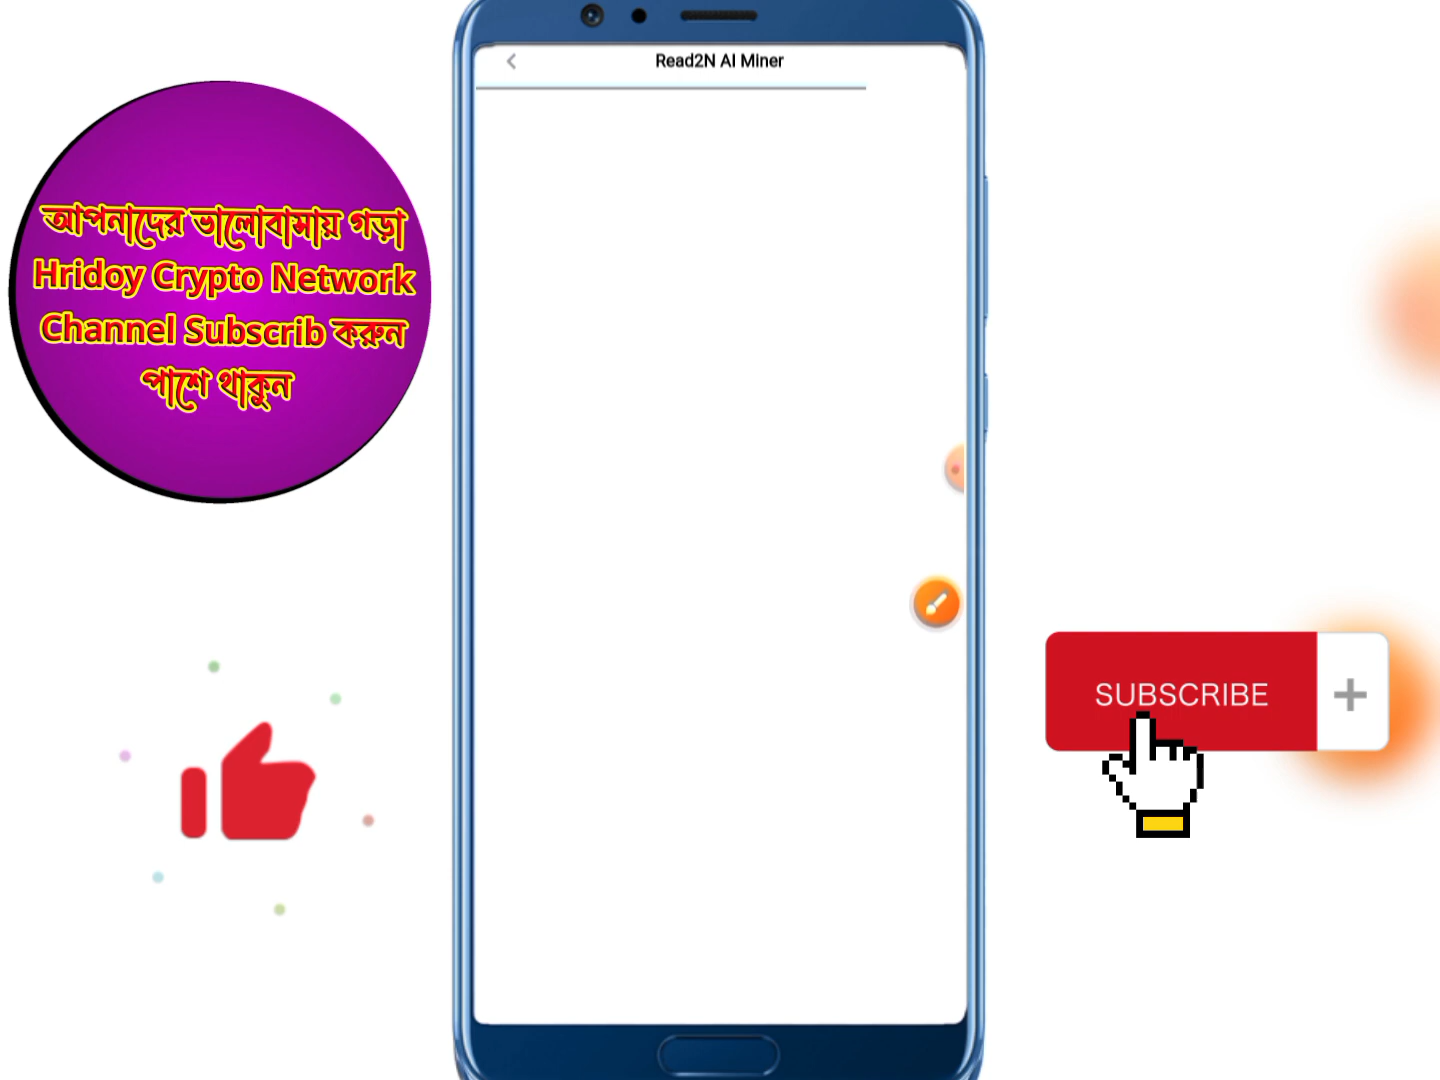 Read2N AI Miner
আপনাদের ভালোবাসায় গড়া
Hridoy Crypto Network
Channel Subscrib করুন
পাশে থাকুন
SUBSCRIBE